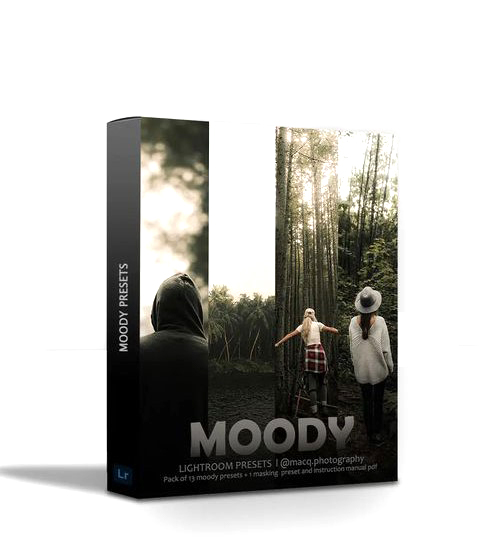 MOODY PRESETS
Lr
MOODY
LIGHTROOM PRESETS | @macq.photography
Pack of 13 moody presets + 1 masking preset and instruction manual pdf